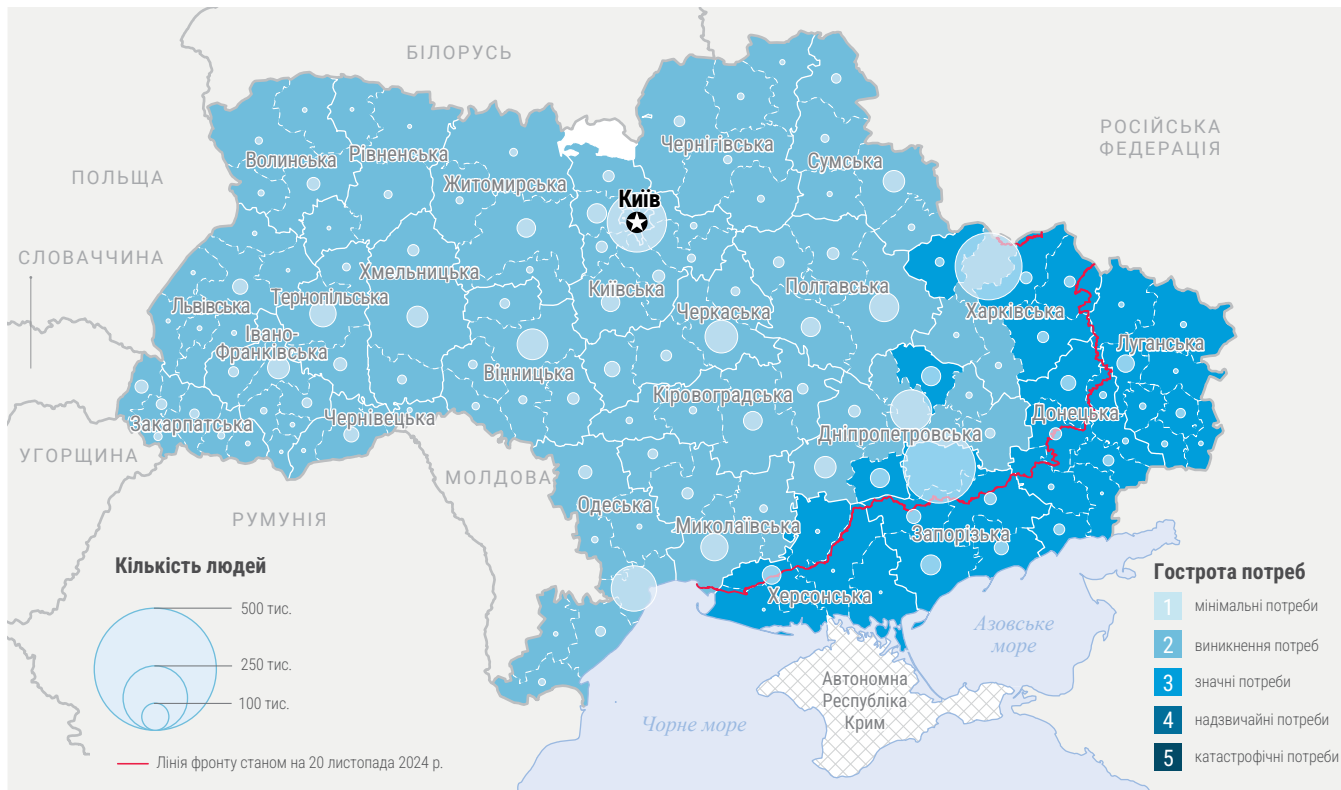 БІЛОРУСЬ
РОСІЙСЬКА
ФЕДЕРАЦІЯ
ПОЛЬЩА
СЛОВАЧЧИНА
УГОРЩИНА
РУМУНІЯ
МОЛДОВА
Волинська
Рівненська
Житомирська
Чернігівська
Сумська
Київ
Львівська
Тернопільська
Хмельницька
Київська
Черкаська
Полтавська
Харківська
Луганська
Івано-
Франківська
Вінницька
Кіровоградська
Закарпатська
Чернівецька
Дніпропетровська
Донецька
Одеська
Миколаївська
Запорізька
Херсонська
Автономна
Республіка
Крим
Чорне море
Азовське
море
Кількість людей
500 тис.
250 тис.
100 тис.
Лінія фронту станом на 20 листопада 2024 р.
Гострота потреб
1 мінімальні потреби
2 виникнення потреб
3 значні потреби
4 надзвичайні потреби
5 катастрофічні потреби